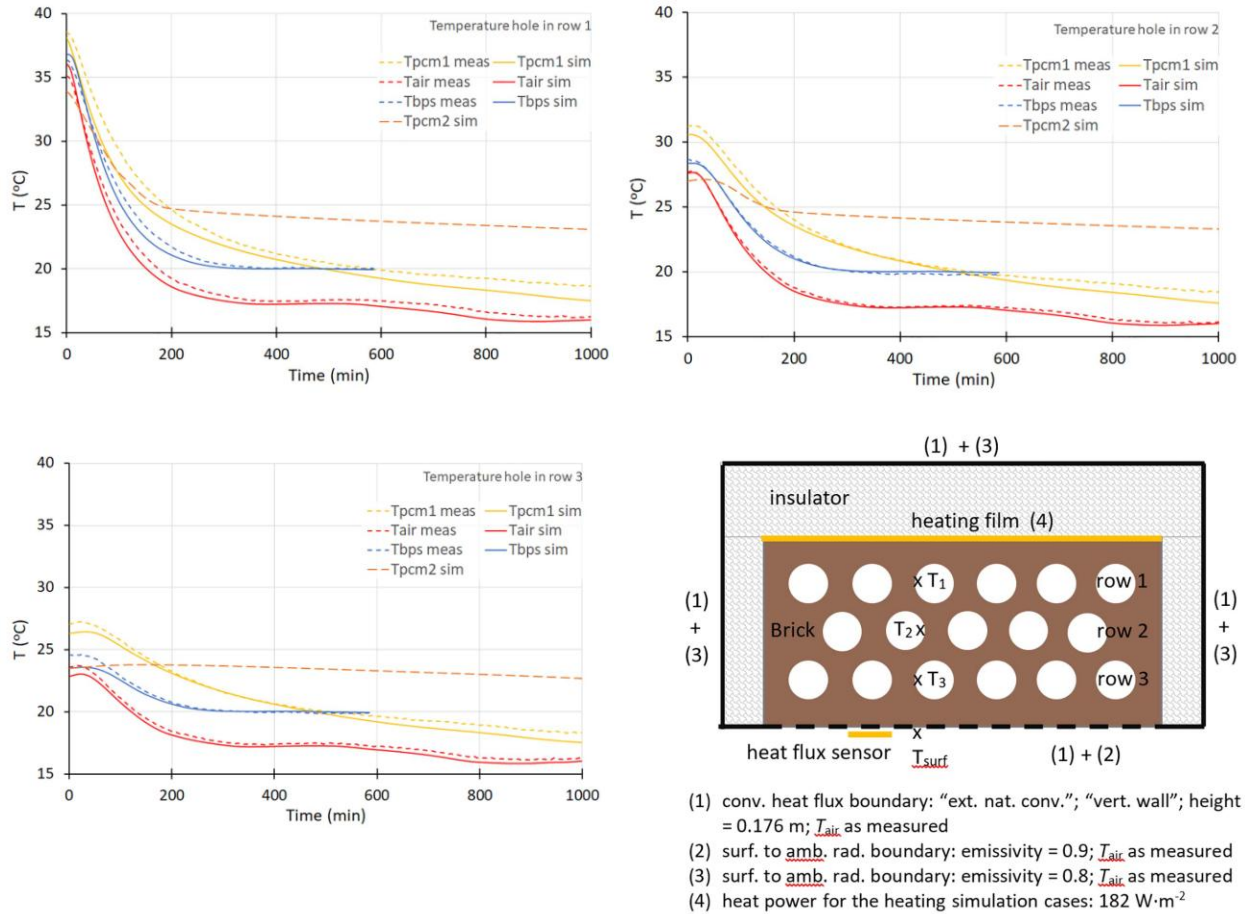 40
35
30
25
20
15
T (°C)
0 200 400 600 800 1000
Time (min)
Temperature hole in row 1
Tpcm1 meas Tpcm1 sim
Tair meas Tair sim
Tbps meas Tbps sim
Tpcm2 sim
40
35
30
25
20
15
T (°C)
0 200 400 600 800 1000
Time (min)
Temperature hole in row 2
Tpcm1 meas Tpcm1 sim
Tair meas Tair sim
Tbps meas Tbps sim
Tpcm2 sim
40
35
30
25
20
15
T (°C)
0 200 400 600 800 1000
Time (min)
Temperature hole in row 3
Tpcm1 meas Tpcm1 sim
Tair meas Tair sim
Tbps meas Tbps sim
Tpcm2 sim
(1) + (3)
insulator
heating film (4)
x T1 row 1
(1)
+
(3)
Brick T2 x row 2
(1)
+
(3)
x T3 row 3
x
heat flux sensor Tsurf (1) + (2)
(1) conv. heat flux boundary: “ext. nat. conv.”; “vert. wall”; height
= 0.176 m; Tair as measured
(2) surf. to amb. rad. boundary: emissivity = 0.9; Tair as measured
(3) surf. to amb. rad. boundary: emissivity = 0.8; Tair as measured
(4) heat power for the heating simulation cases: 182 W·m-2